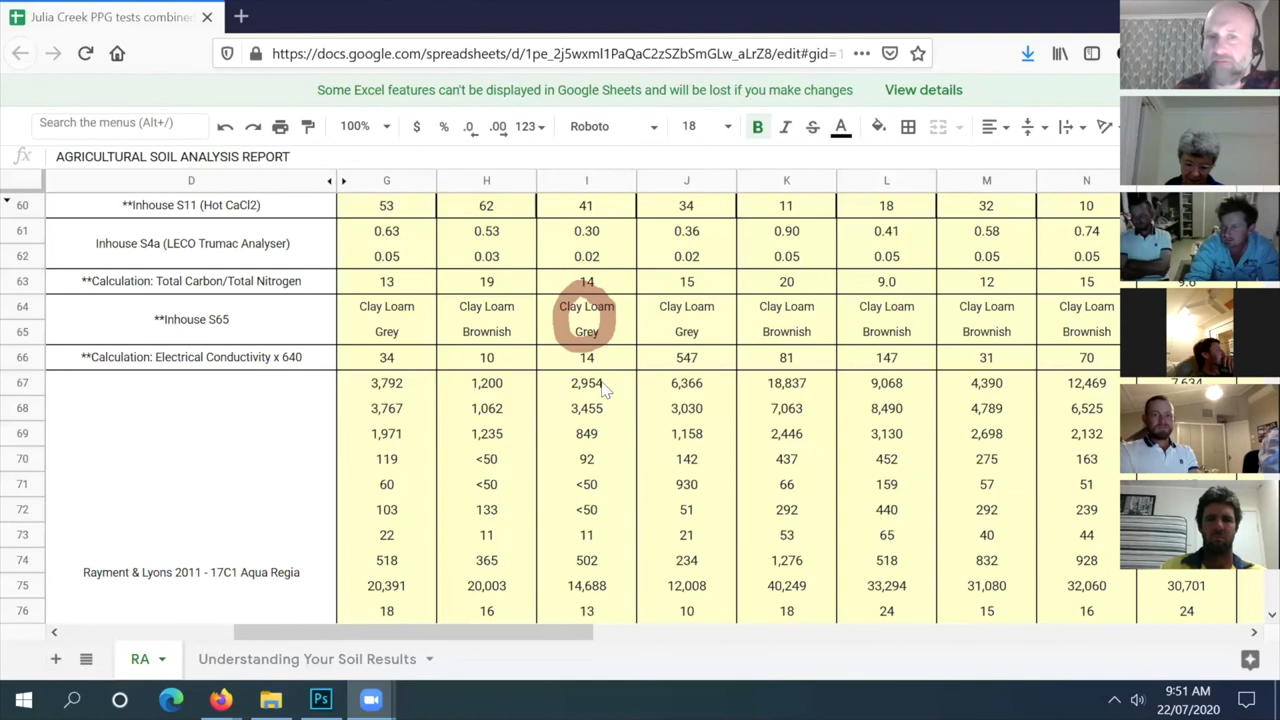 Julia Creek PPG tests combine
https://docs.google.com/spreadsheets/d/1pe_2j5wxml1PaQaC2zSZbSmGLw_aLrZ8/edit#gid=1
Some Excel features can't be displayed in Google Sheets and will be lost if you make changes View details
Search the menus (Alt+/) 100% $ % .0 .00 123 Roboto 18 B I S A
fx AGRICULTURAL SOIL ANALYSIS REPORT
D G H I J K L M N
60 **Inhouse S11 (Hot CaCl2) 53 62 41 34 11 18 32 10
61 0.63 0.53 0.30 0.36 0.90 0.41 0.58 0.74
Inhouse S4a (LECO Trumac Analyser)
62 0.05 0.03 0.02 0.02 0.05 0.05 0.05 0.05
63 **Calculation: Total Carbon/Total Nitrogen 13 19 14 15 20 9.0 12 15 9.6
64 Clay Loam Clay Loam Clay Loam Clay Loam Clay Loam Clay Loam Clay Loam Clay Loam
**Inhouse S65
65 Grey Brownish Grey Grey Brownish Brownish Brownish Brownish
66 **Calculation: Electrical Conductivity x 640 34 10 14 547 81 147 31 70
67 3,792 1,200 2,954 6,366 18,837 9,068 4,390 12,469 7,634
68 3,767 1,062 3,455 3,030 7,063 8,490 4,789 6,525
69 1,971 1,235 849 1,158 2,446 3,130 2,698 2,132
70 119 <50 92 142 437 452 275 163
71 60 <50 <50 930 66 159 57 51
72 103 133 <50 51 292 440 292 239
73 22 11 11 21 53 65 40 44
74 518 365 502 234 1,276 518 832 928
Rayment & Lyons 2011 - 17C1 Aqua Regia
75 20,391 20,003 14,688 12,008 40,249 33,294 31,080 32,060 30,701
76 18 16 13 10 18 24 15 16 24
RA Understanding Your Soil Results
Ps
9:51 AM
22/07/2020